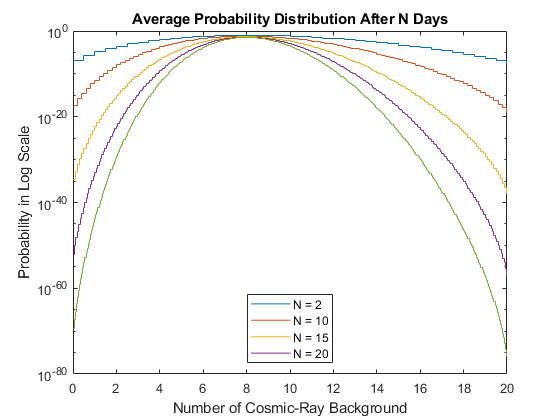 Average Probability Distribution After N Days
10^0
10^-20
10^-40
10^-60
10^-80
Probability in Log Scale
N = 2
N = 10
N = 15
N = 20
0 2 4 6 8 10 12 14 16 18 20
Number of Cosmic-Ray Background